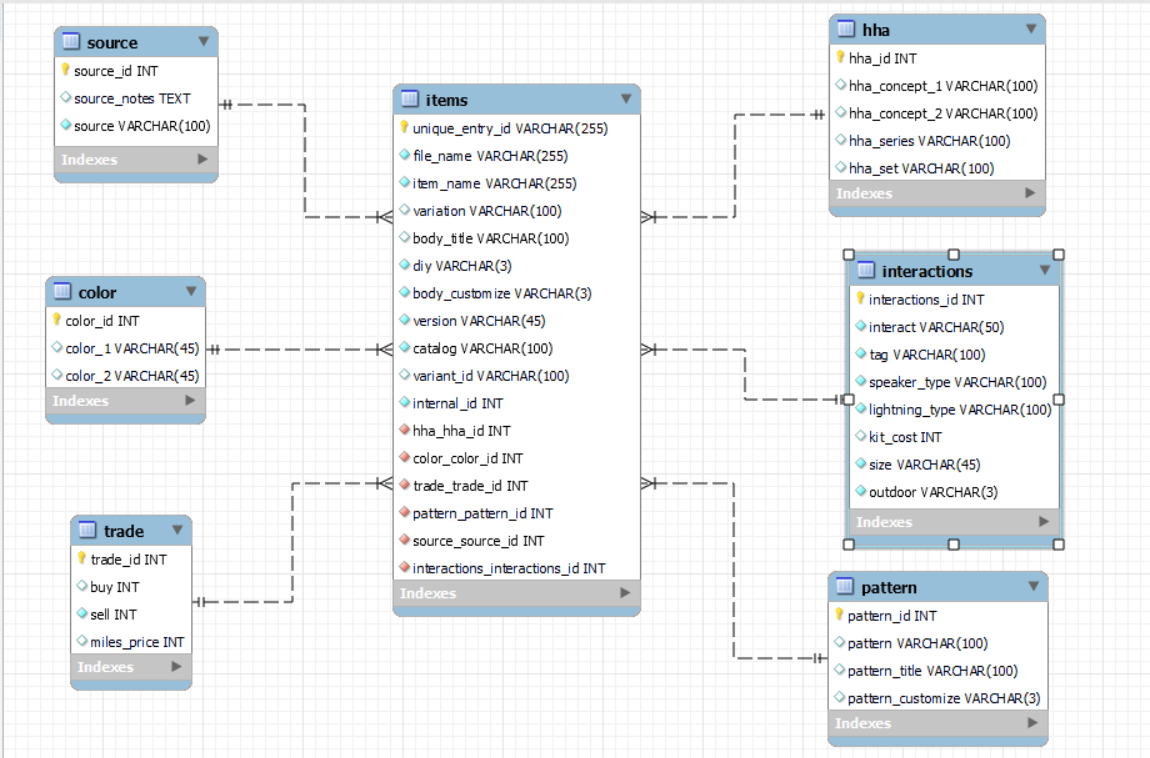 source
source_id INT
source_notes TEXT
source VARCHAR(100)
Indexes
color
color_id INT
color_1 VARCHAR(45)
color_2 VARCHAR(45)
Indexes
trade
trade_id INT
buy INT
sell INT
miles_price INT
Indexes
items
unique_entry_id VARCHAR(255)
file_name VARCHAR(255)
item_name VARCHAR(255)
variation VARCHAR(100)
body_title VARCHAR(100)
diy VARCHAR(3)
body_customize VARCHAR(3)
version VARCHAR(45)
catalog VARCHAR(100)
variant_id VARCHAR(100)
internal_id INT
hha_hha_id INT
color_color_id INT
trade_trade_id INT
pattern_pattern_id INT
source_source_id INT
interactions_interactions_id INT
Indexes
hha
hha_id INT
hha_concept_1 VARCHAR(100)
hha_concept_2 VARCHAR(100)
hha_series VARCHAR(100)
hha_set VARCHAR(100)
Indexes
interactions
interactions_id INT
interact VARCHAR(50)
tag VARCHAR(100)
speaker_type VARCHAR(100)
lightning_type VARCHAR(100)
kit_cost INT
size VARCHAR(45)
outdoor VARCHAR(3)
Indexes
pattern
pattern_id INT
pattern VARCHAR(100)
pattern_title VARCHAR(100)
pattern_customize VARCHAR(3)
Indexes